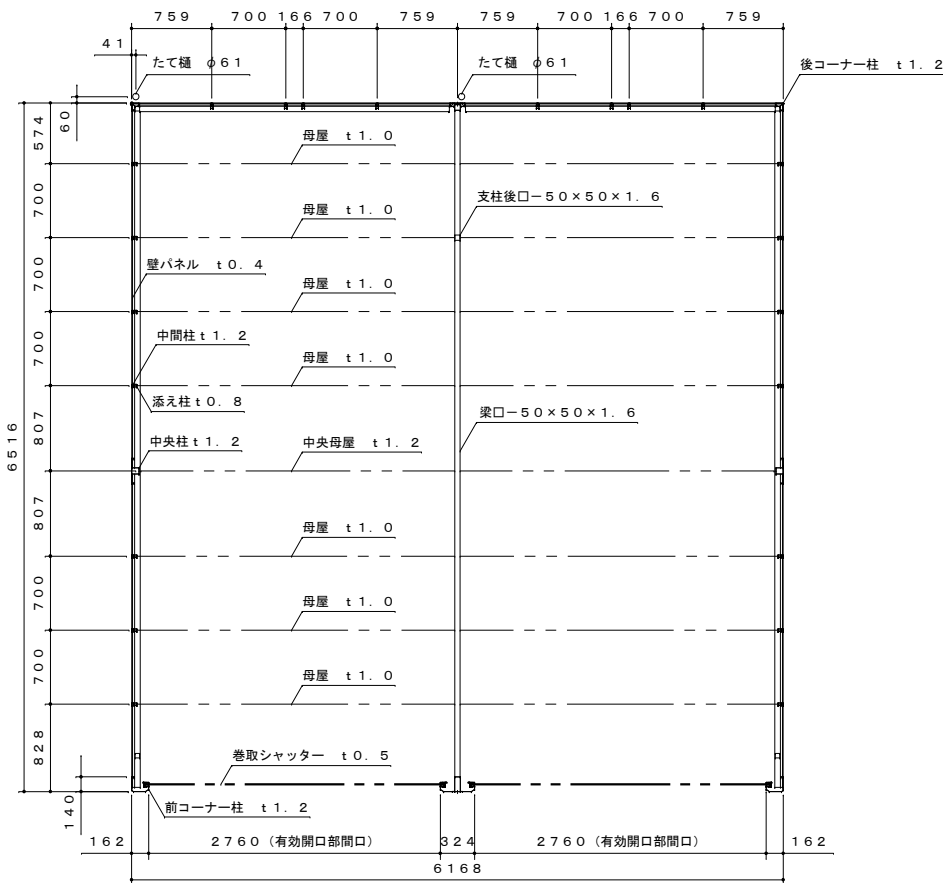 759 700 166 700 759 759 700 166 700 759
41
たて樋 φ61 たて樋 φ61
後コーナー柱 t1.2
60
574
母屋 t1.0
700
支柱後口－50×50×1.6
母屋 t1.0
700
壁パネル t0.4
母屋 t1.0
700
中間柱t1.2
母屋 t1.0
添え柱t0.8
807
梁口－50×50×1.6
6516
中央柱t1.2 中央母屋 t1.2
807
母屋 t1.0
700
母屋 t1.0
700
母屋 t1.0
828
巻取シャッター t0.5
140
前コーナー柱 t1.2
162 2760(有効開口部間口) 324 2760(有効開口部間口) 162
6168